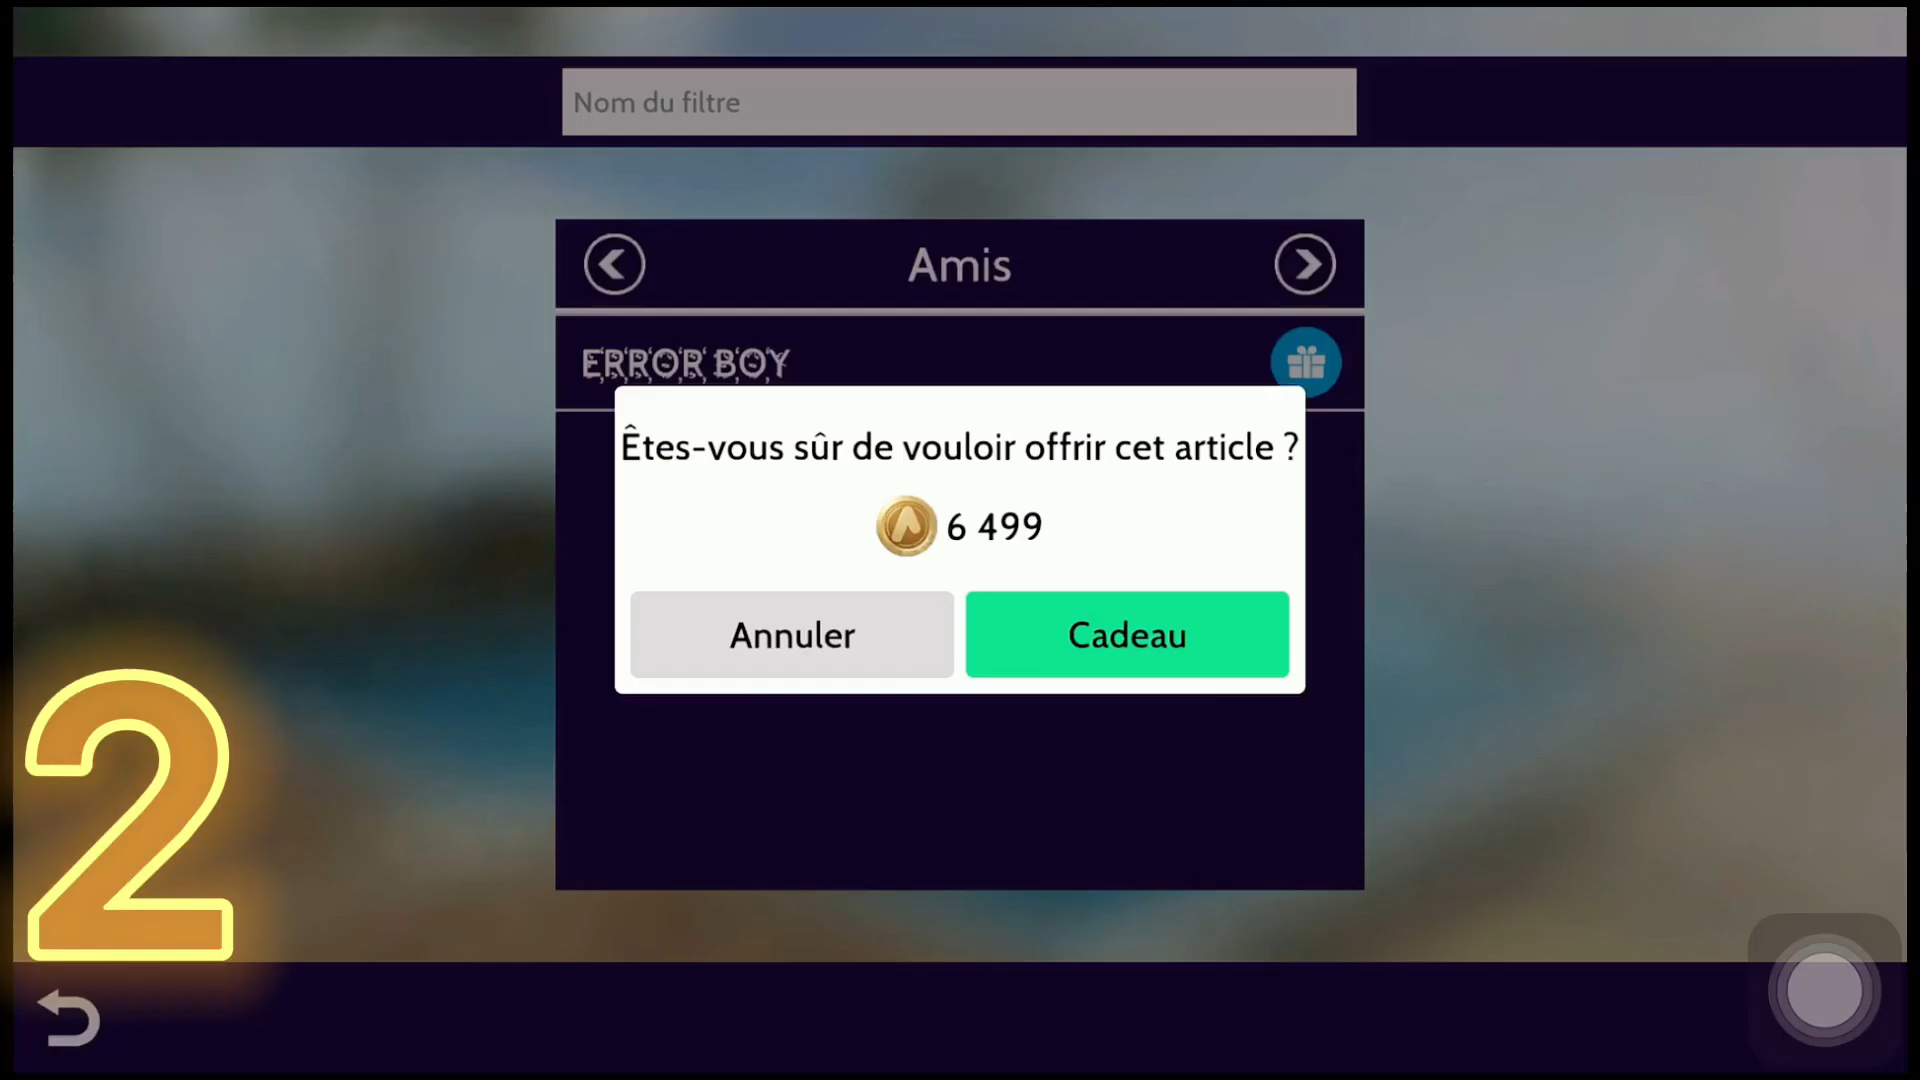 Nom du filtre
Amis
ERROR BOY
Êtes-vous sûr de vouloir offrir cet article ?
6 499
Annuler
Cadeau
2